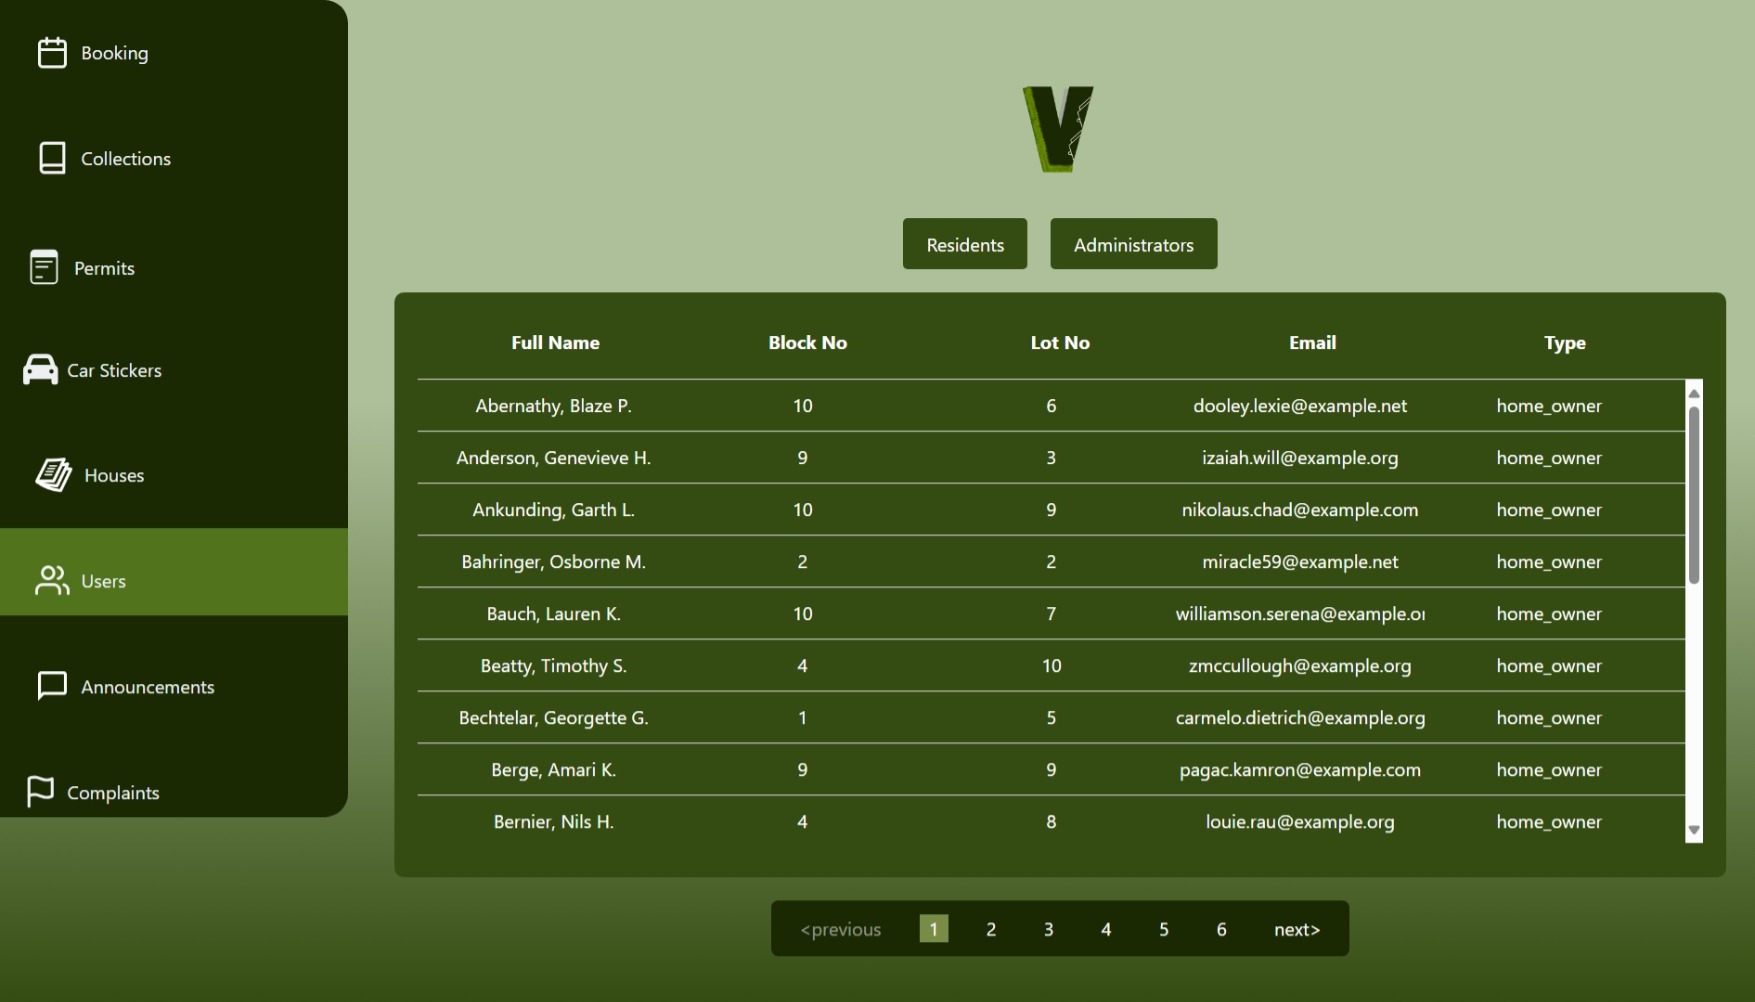 Booking
Collections
Permits
Car Stickers
Houses
Users
Announcements
Complaints
V
Residents Administrators
Full Name Block No Lot No Email Type
Abernathy, Blaze P. 10 6 dooley.lexie@example.net home_owner
Anderson, Genevieve H. 9 3 izaiah.will@example.org home_owner
Ankunding, Garth L. 10 9 nikolaus.chad@example.com home_owner
Bahringer, Osborne M. 2 2 miracle59@example.net home_owner
Bauch, Lauren K. 10 7 williamson.serena@example.or home_owner
Beatty, Timothy S. 4 10 zmccullough@example.org home_owner
Bechtelar, Georgette G. 1 5 carmelo.dietrich@example.org home_owner
Berge, Amari K. 9 9 pagac.kamron@example.com home_owner
Bernier, Nils H. 4 8 louie.rau@example.org home_owner
<previous 1 2 3 4 5 6 next>